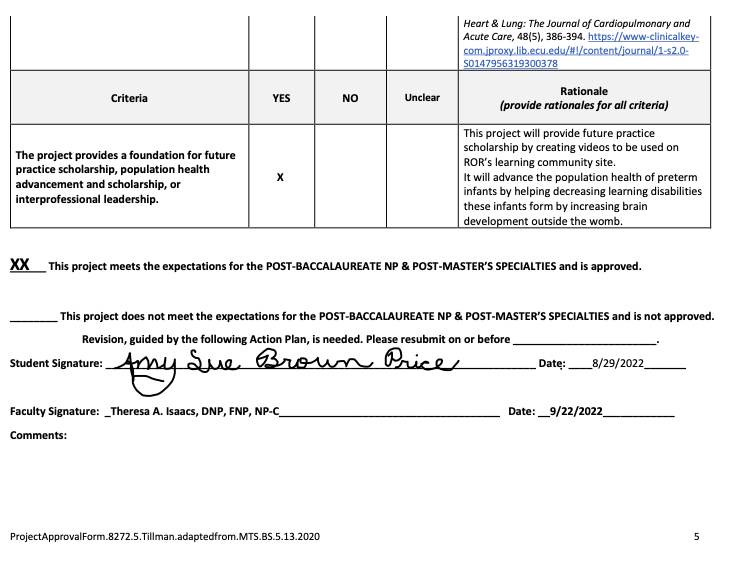 Heart & Lung: The Journal of Cardiopulmonary and
Acute Care, 48(5), 386-394. https://www-clinicalkey-
com.jproxy.lib.ecu.edu/#!/content/journal/1-s2.0-
S0147956319300378
Criteria YES NO Unclear Rationale
(provide rationales for all criteria)
The project provides a foundation for future
practice scholarship, population health
advancement and scholarship, or
interprofessional leadership.
X
This project will provide future practice
scholarship by creating videos to be used on
ROR’s learning community site.
It will advance the population health of preterm
infants by helping decreasing learning disabilities
these infants form by increasing brain
development outside the womb.
XX___ This project meets the expectations for the POST-BACCALAUREATE NP & POST-MASTER’S SPECIALTIES and is approved.
________ This project does not meet the expectations for the POST-BACCALAUREATE NP & POST-MASTER’S SPECIALTIES and is not approved.
Revision, guided by the following Action Plan, is needed. Please resubmit on or before ________________________.
Student Signature: Amy Sue Brown Price Date: ____8/29/2022_______
Faculty Signature: _Theresa A. Isaacs, DNP, FNP, NP-C_____________________________________ Date: __9/22/2022____________
Comments:
ProjectApprovalForm.8272.5.Tillman.adaptedfrom.MTS.BS.5.13.2020 5